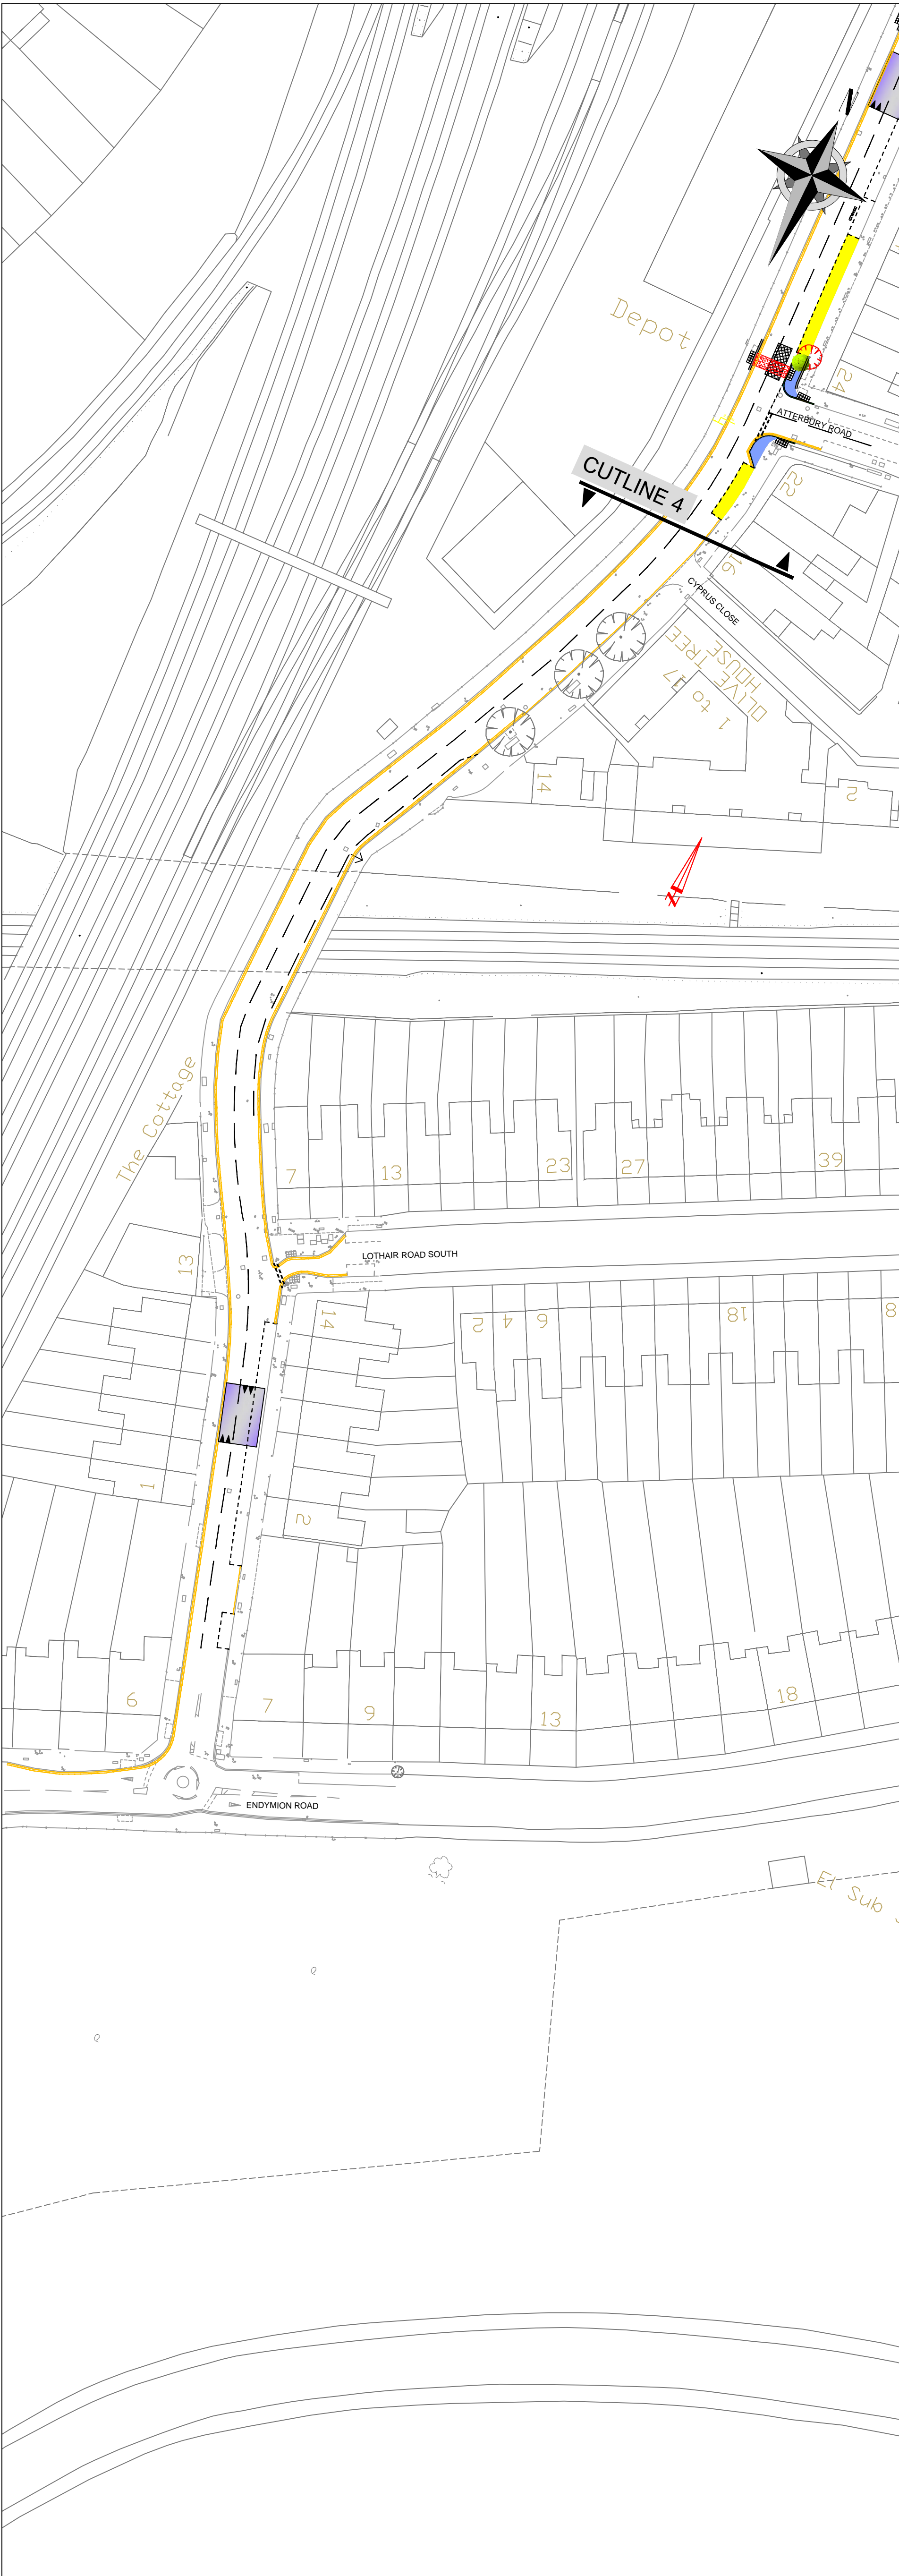 Depot
24
ATTERBURY ROAD
22
CUTLINE 4
16
CYPRUS CLOSE
OLIVE TREE
HOUSE
1 to 17
14
2
N
The Cottage
7
13
23
27
39
13
LOTHAIR ROAD SOUTH
14
2
4
6
18
8
1
2
6
7
9
13
18
ENDYMION ROAD
El Sub